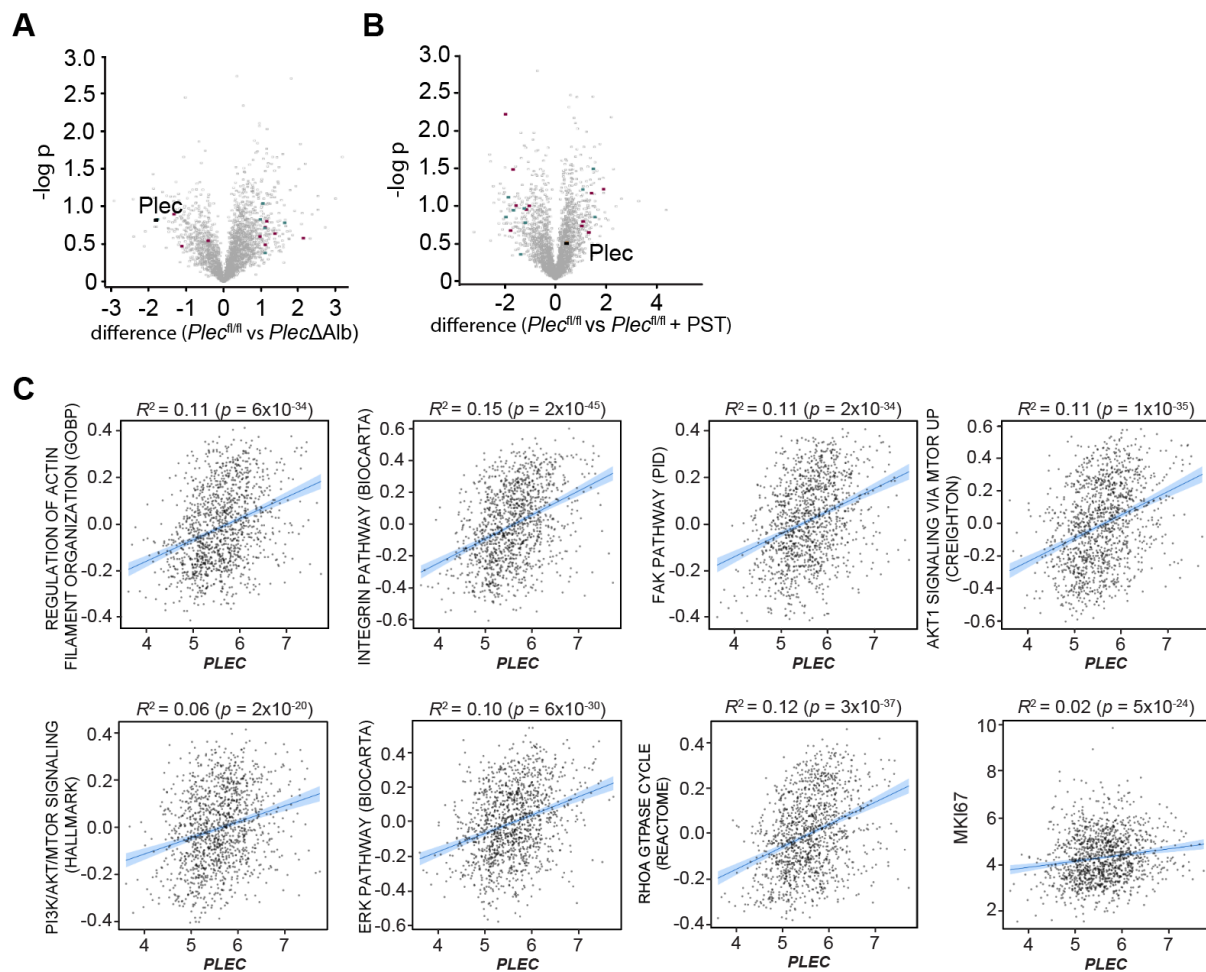 A
B
3.0
2.5
2.0
1.5
1.0
0.5
0
-log p
Plec
-3 -2 -1 0 1 2 3
difference (Plecfl/fl vs PlecΔAlb)
3.0
2.5
2.0
1.5
1.0
0.5
0
-log p
Plec
-2 0 2 4
difference (Plecfl/fl vs Plecfl/fl + PST)
C
R2 = 0.11 (p = 6x10-34)
REGULATION OF ACTIN
FILAMENT ORGANIZATION (GOBP)
0.4
0.2
0.0
-0.2
-0.4
4 5 6 7
PLEC
R2 = 0.15 (p = 2x10-45)
INTEGRIN PATHWAY (BIOCARTA)
0.6
0.4
0.2
0.0
-0.2
-0.4
-0.6
4 5 6 7
PLEC
R2 = 0.11 (p = 2x10-34)
FAK PATHWAY (PID)
0.4
0.2
0.0
-0.2
-0.4
4 5 6 7
PLEC
R2 = 0.11 (p = 1x10-35)
AKT1 SIGNALING VIA MTOR UP
(CREIGHTON)
0.6
0.4
0.2
0.0
-0.2
-0.4
-0.6
4 5 6 7
PLEC
R2 = 0.06 (p = 2x10-20)
PI3K/AKT/MTOR SIGNALING
(HALLMARK)
0.4
0.2
0.0
-0.2
-0.4
4 5 6 7
PLEC
R2 = 0.10 (p = 6x10-30)
ERK PATHWAY (BIOCARTA)
0.4
0.2
0.0
-0.2
-0.4
-0.6
4 5 6 7
PLEC
R2 = 0.12 (p = 3x10-37)
RHOA GTPASE CYCLE
(REACTOME)
0.4
0.2
0.0
-0.2
-0.4
4 5 6 7
PLEC
R2 = 0.02 (p = 5x10-24)
MKI67
10
8
6
4
2
4 5 6 7
PLEC